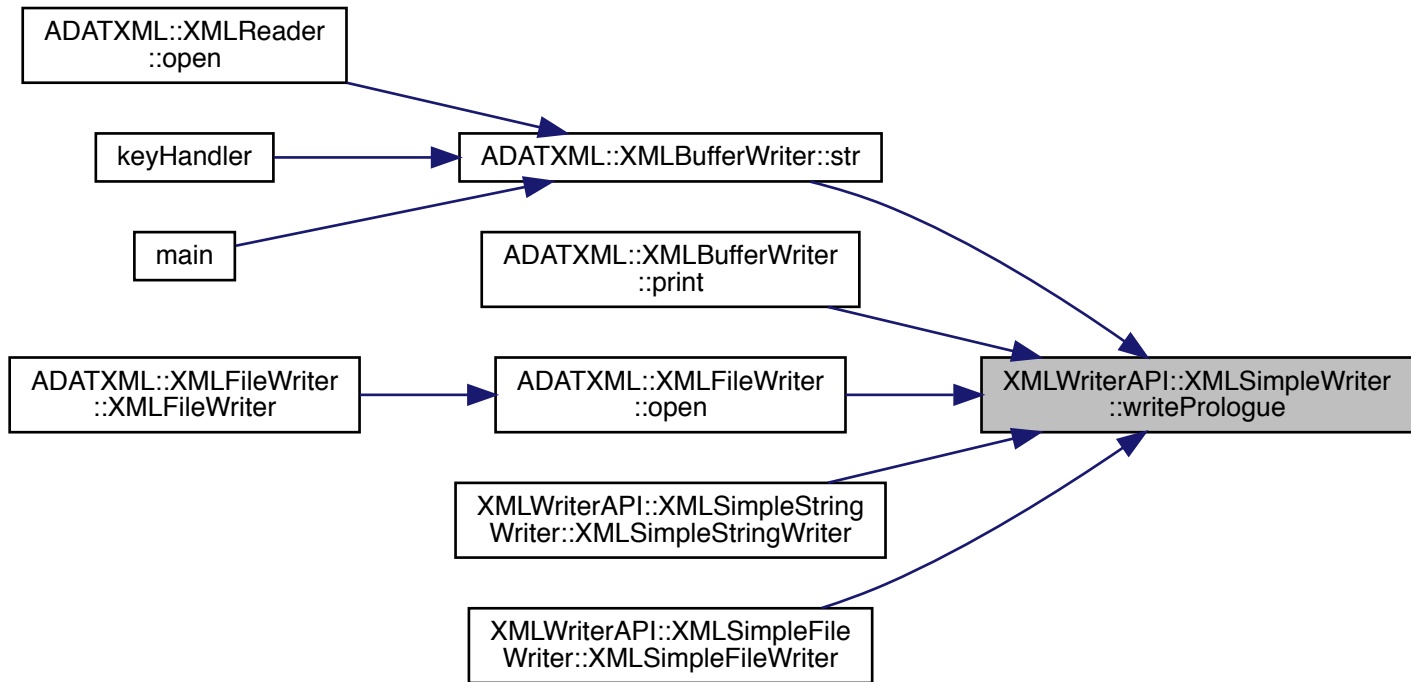 ADATXML::XMLReader
::open
keyHandler
ADATXML::XMLBufferWriter::str
main
ADATXML::XMLBufferWriter
::print
ADATXML::XMLFileWriter
::XMLFileWriter
ADATXML::XMLFileWriter
::open
XMLWriterAPI::XMLSimpleWriter
::writePrologue
XMLWriterAPI::XMLSimpleString
Writer::XMLSimpleStringWriter
XMLWriterAPI::XMLSimpleFile
Writer::XMLSimpleFileWriter